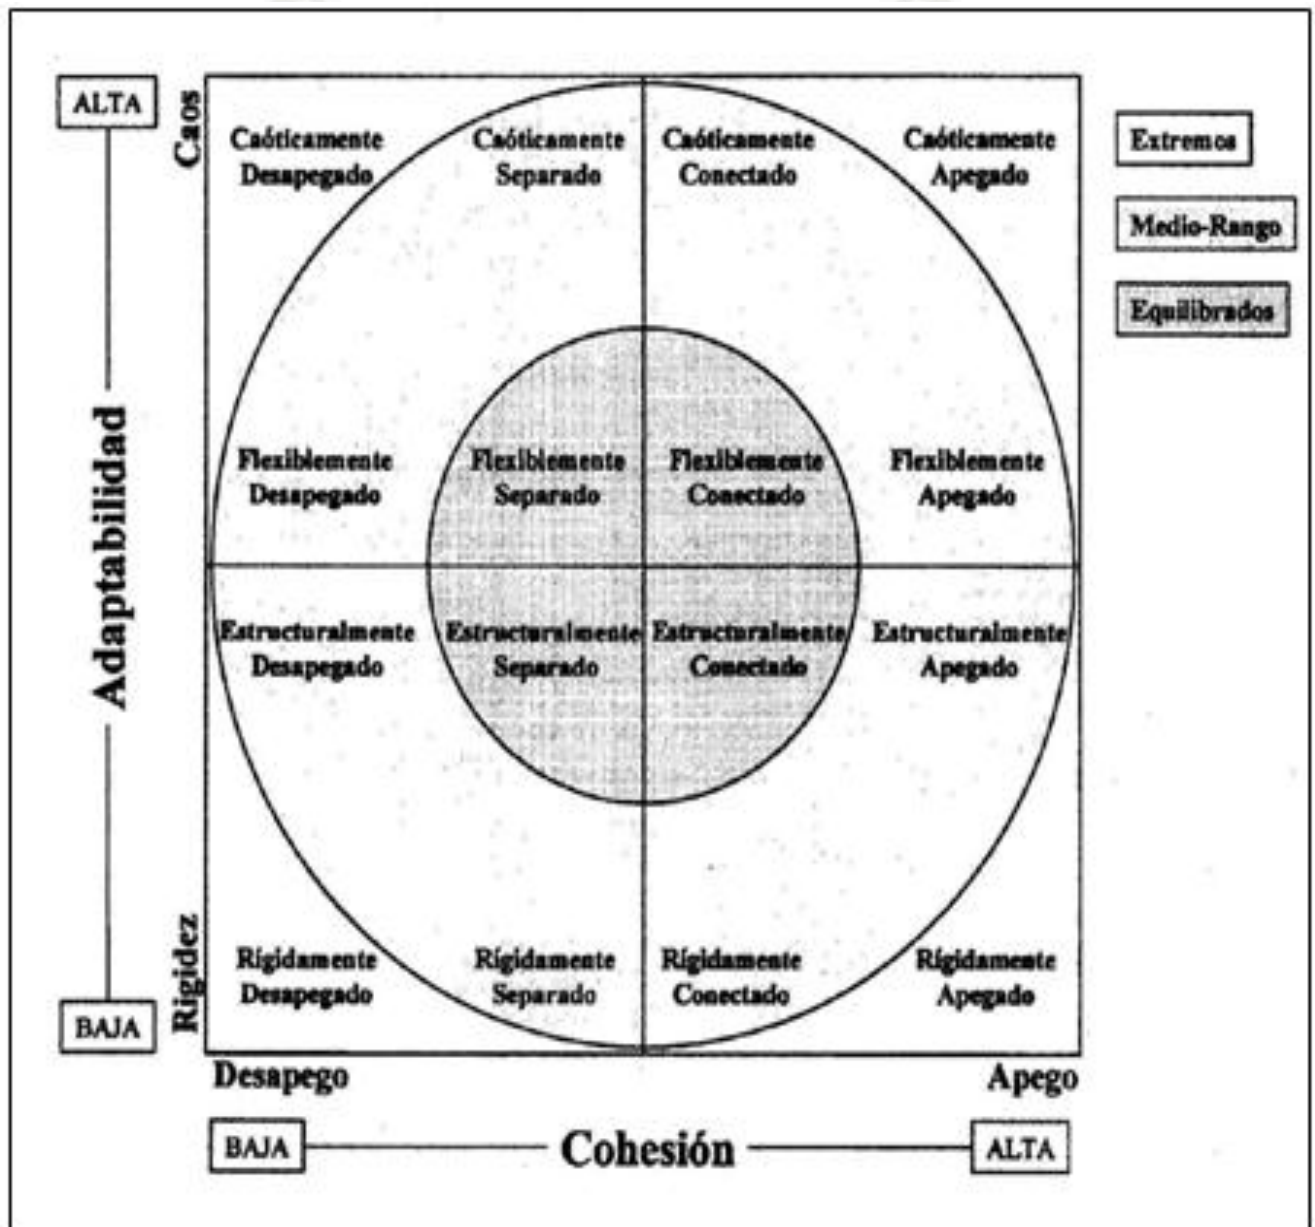 ALTA
Caos
Caóticamente
Desapegado
Caóticamente
Separado
Caóticamente
Conectado
Caóticamente
Apegado
Extremos
Medio-Rango
Equilibrados
Adaptabilidad
Flexiblemente
Desapegado
Flexiblemente
Separado
Flexiblemente
Conectado
Flexiblemente
Apegado
Estructuralmente
Desapegado
Estructuralmente
Separado
Estructuralmente
Conectado
Estructuralmente
Apegado
Rígidamente
Desapegado
Rígidamente
Separado
Rígidamente
Conectado
Rígidamente
Apegado
Rigidez
BAJA
Desapego
Apego
BAJA
Cohesión
ALTA